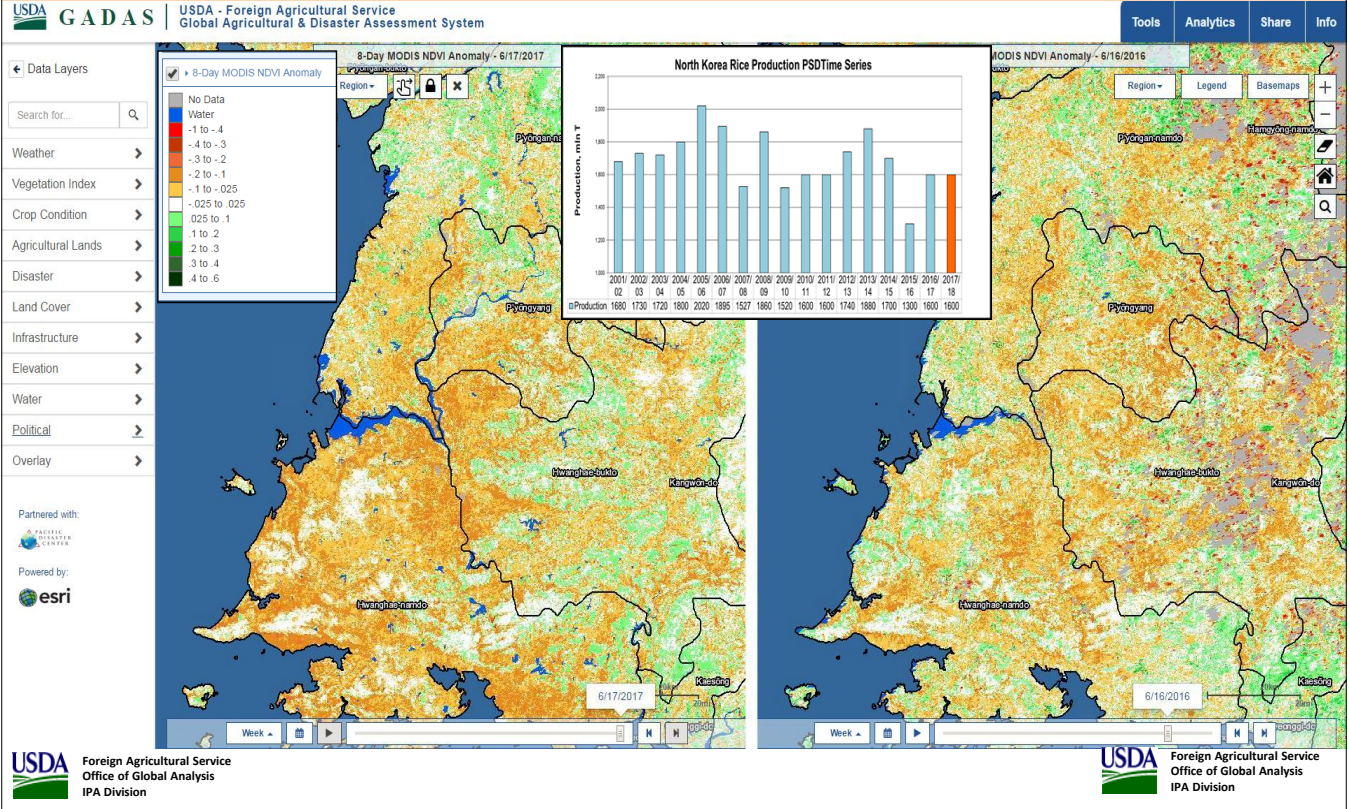 USDA
GADAS
USDA - Foreign Agricultural Service
Global Agricultural & Disaster Assessment System
Tools
Analytics
Share
Info
Data Layers
Search for...
Weather
Vegetation Index
Crop Condition
Agricultural Lands
Disaster
Land Cover
Infrastructure
Elevation
Water
Political
Overlay
Partnered with:
PACIFIC
DISASTER
CENTER
Powered by:
esri
8-Day MODIS NDVI Anomaly
No Data
Water
-1 to -.4
-.4 to -.3
-.3 to -.2
-.2 to -.1
-.1 to -.025
-.025 to .025
.025 to .1
.1 to .2
.2 to .3
.3 to .4
.4 to .6
8-Day MODIS NDVI Anomaly - 6/17/2017
Region
P'yŏngyang
Hwanghae-bukto
Kangwŏn-do
Hwanghae-namdo
Kaesŏng
6/17/2017
Week
North Korea Rice Production PSDTime Series
Production, mln T
2,200
2,000
1,800
1,600
1,400
1,200
1,000
2001/02 2002/03 2003/04 2004/05 2005/06 2006/07 2007/08 2008/09 2009/10 2010/11 2011/12 2012/13 2013/14 2014/15 2015/16 2016/17 2017/18
Production 1680 1730 1720 1800 2020 1895 1527 1860 1520 1600 1600 1740 1880 1700 1300 1600 1600
MODIS NDVI Anomaly - 6/16/2016
Region
Legend
Basemaps
P'yŏngan-namdo
Hamgyŏng-namdo
P'yŏngyang
Hwanghae-bukto
Kangwŏn-do
Hwanghae-namdo
Kaesŏng
6/16/2016
Week
USDA
Foreign Agricultural Service
Office of Global Analysis
IPA Division
USDA
Foreign Agricultural Service
Office of Global Analysis
IPA Division